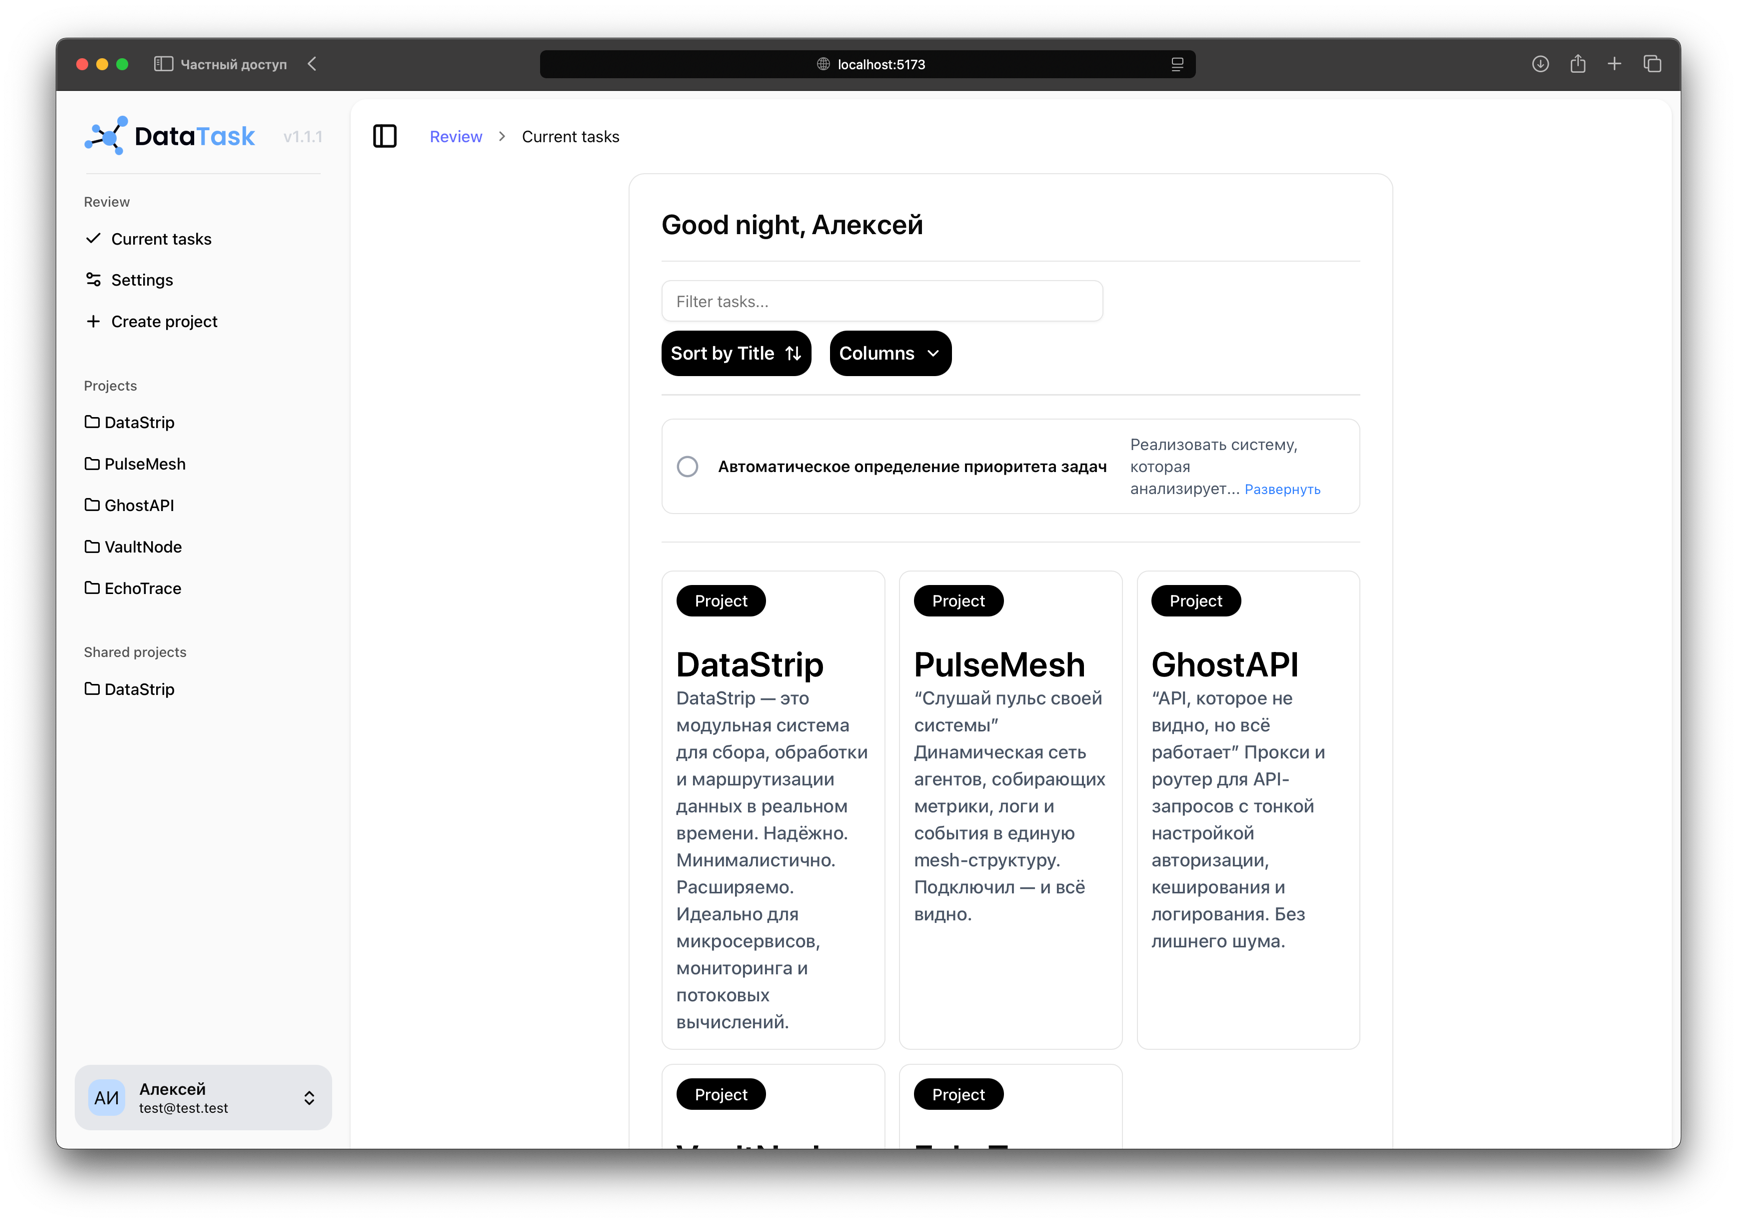 Частный доступ
localhost:5173
DataTask v1.1.1
Review
Current tasks
Settings
Create project
Projects
DataStrip
PulseMesh
GhostAPI
VaultNode
EchoTrace
Shared projects
DataStrip
АИ
Алексей
test@test.test
Review > Current tasks
Good night, Алексей
Filter tasks...
Sort by Title
Columns
Автоматическое определение приоритета задач
Реализовать систему,
которая
анализирует... Развернуть
Project
DataStrip
DataStrip — это
модульная система
для сбора, обработки
и маршрутизации
данных в реальном
времени. Надёжно.
Минималистично.
Расширяемо.
Идеально для
микросервисов,
мониторинга и
потоковых
вычислений.
Project
PulseMesh
“Слушай пульс своей
системы”
Динамическая сеть
агентов, собирающих
метрики, логи и
события в единую
mesh-структуру.
Подключил — и всё
видно.
Project
GhostAPI
“API, которое не
видно, но всё
работает” Прокси и
роутер для API-
запросов с тонкой
настройкой
авторизации,
кеширования и
логирования. Без
лишнего шума.
Project
Project